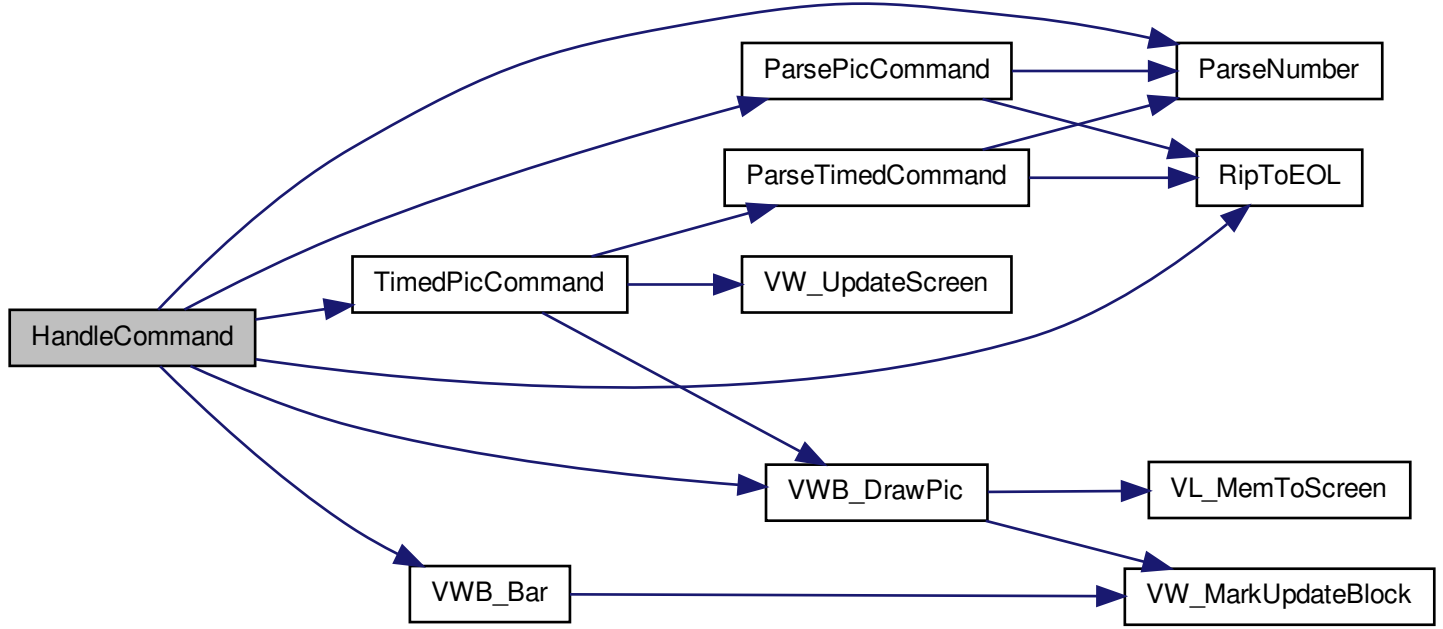 ParsePicCommand
ParseNumber
ParseTimedCommand
RipToEOL
TimedPicCommand
VW_UpdateScreen
HandleCommand
VWB_DrawPic
VL_MemToScreen
VWB_Bar
VW_MarkUpdateBlock